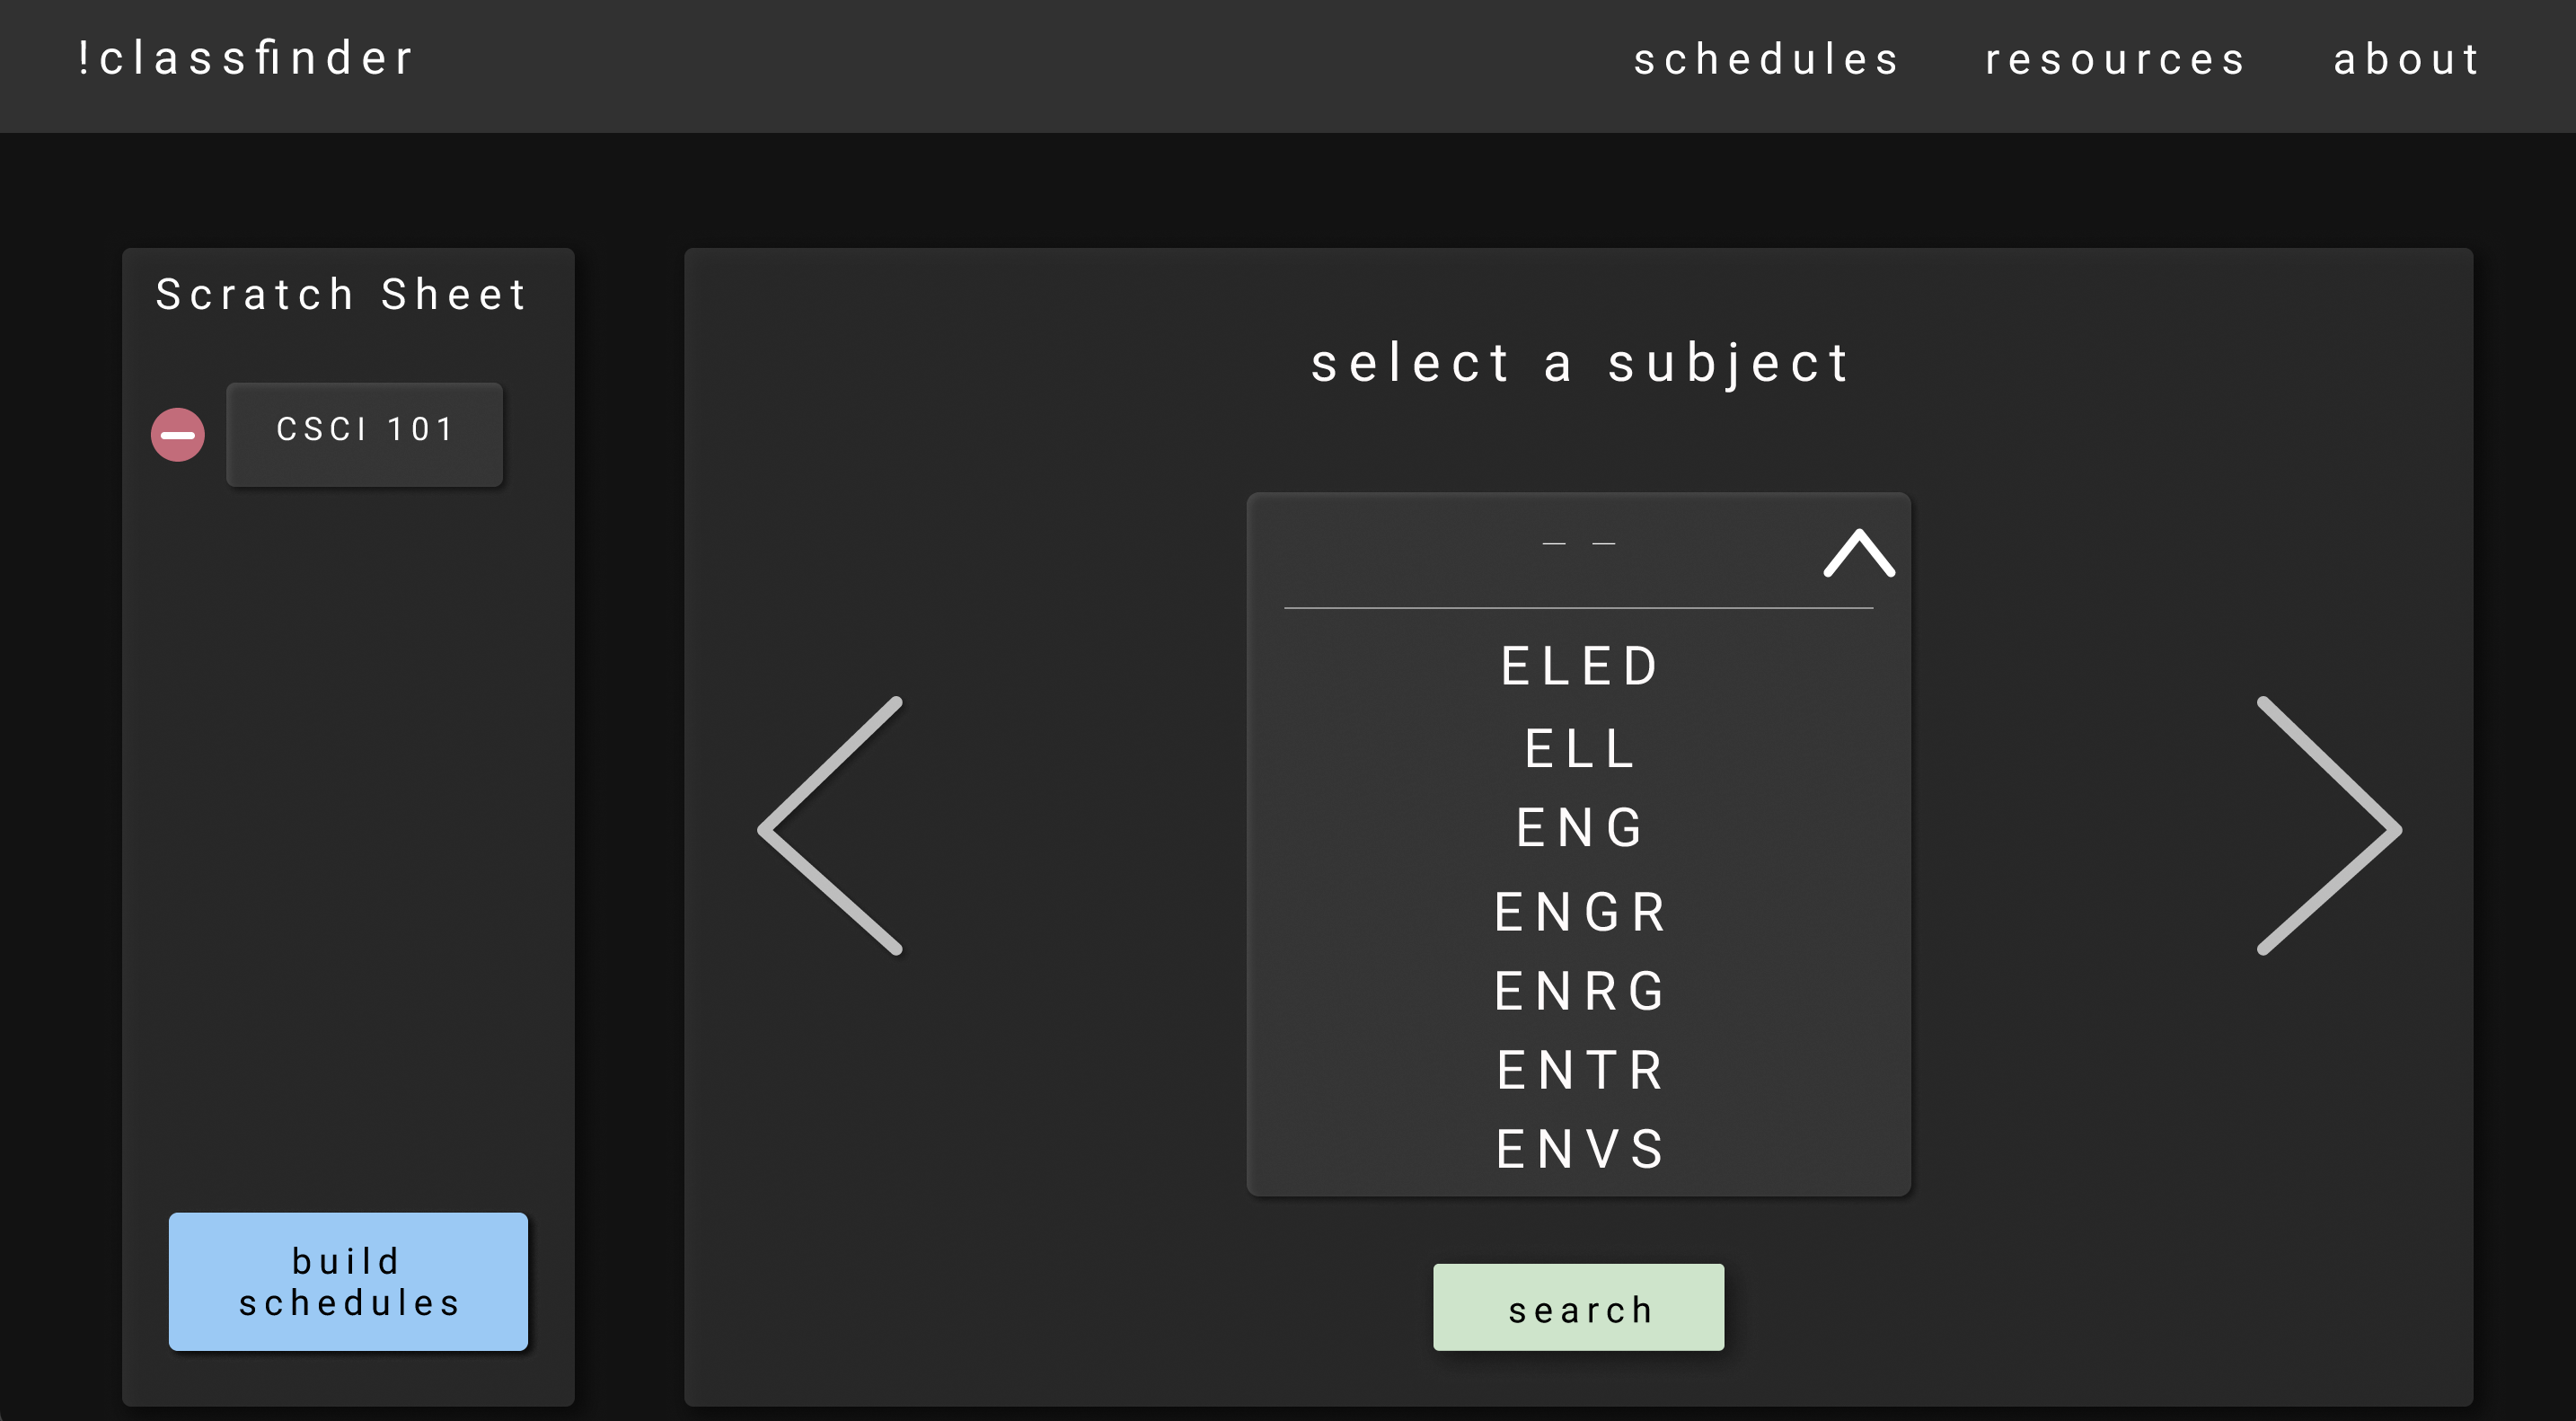 !classfinder
schedules
resources
about
Scratch Sheet
CSCI 101
build
schedules
select a subject
_ _
ELED
ELL
ENG
ENGR
ENRG
ENTR
ENVS
search